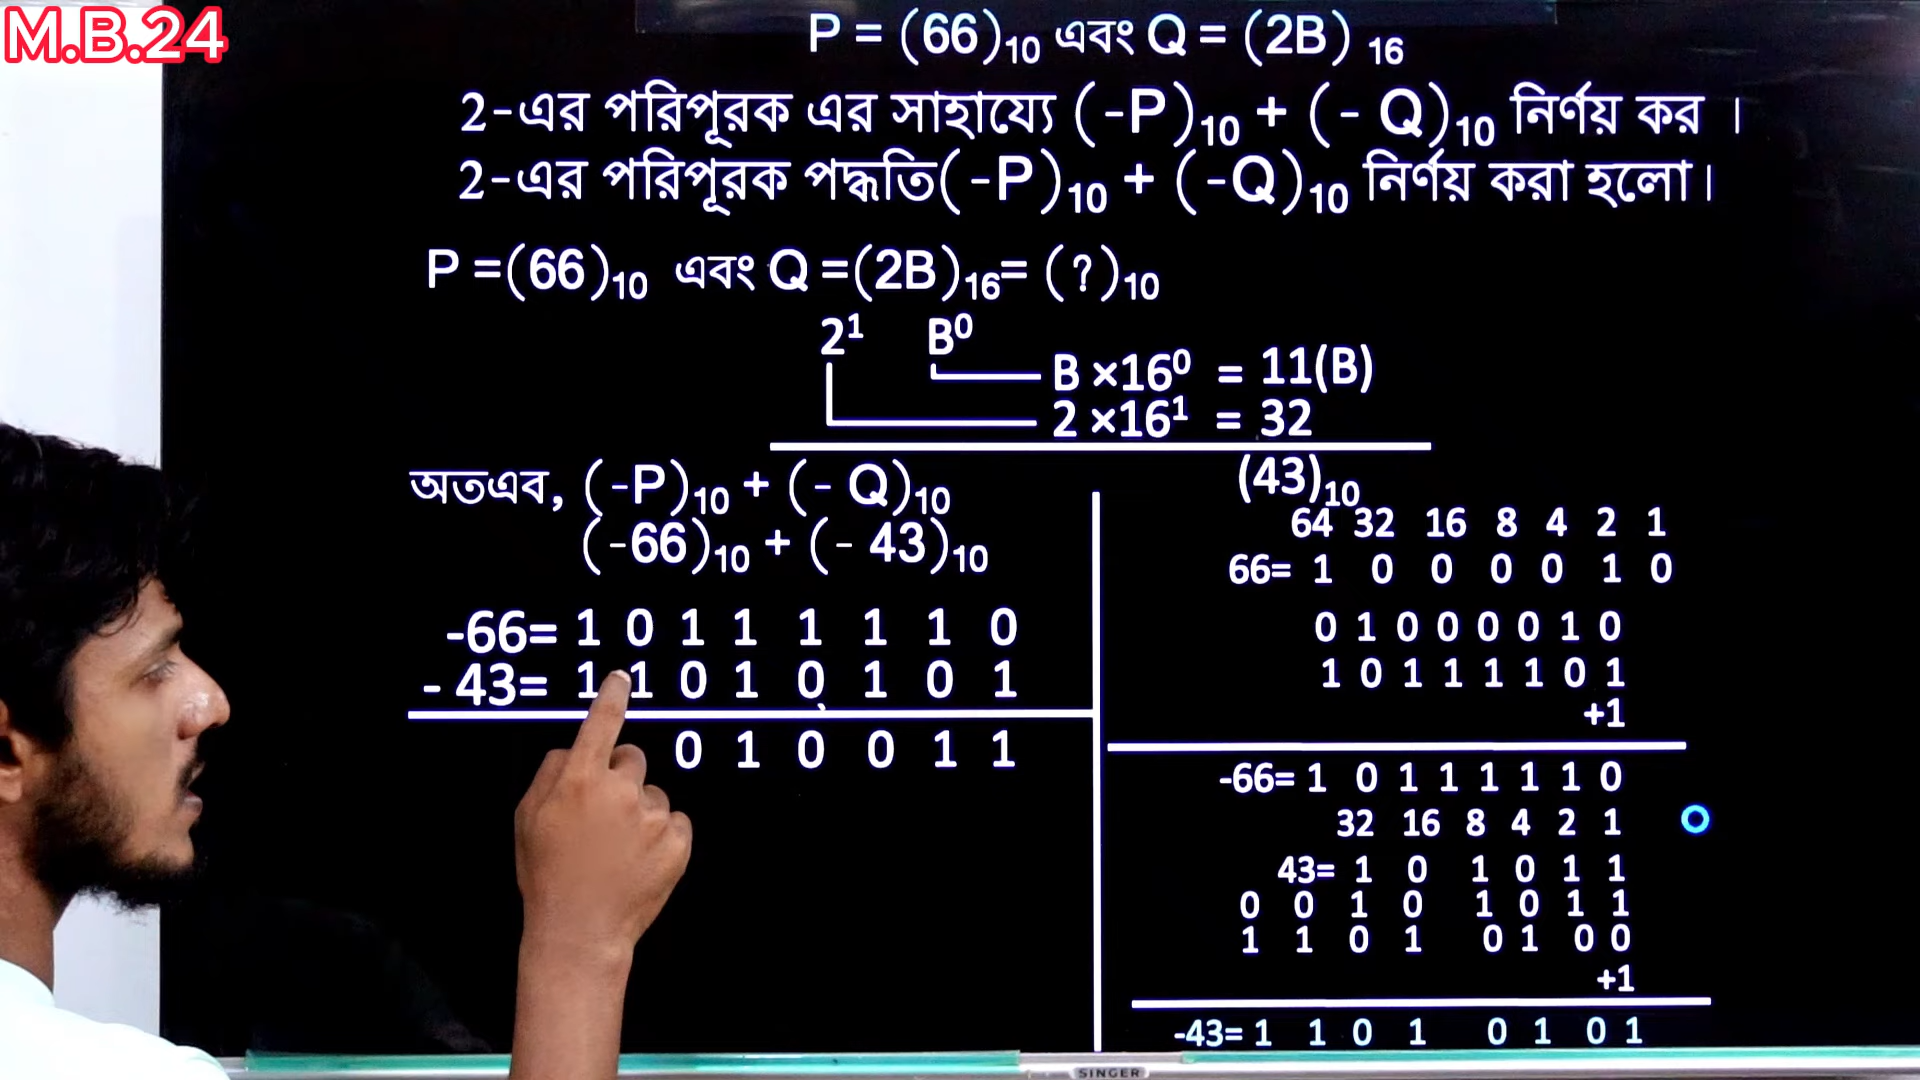 M.B.24
P = (66)₁₀ এবং Q = (2B) ₁₆
2-এর পরিপূরক এর সাহায্যে (-P)₁₀ + (- Q)₁₀ নির্ণয় কর ।
2-এর পরিপূরক পদ্ধতি(-P)₁₀ + (-Q)₁₀ নির্ণয় করা হলো।
P =(66)₁₀ এবং Q =(2B)₁₆= (?)₁₀
2¹ B⁰
B ×16⁰ = 11(B)
2 ×16¹ = 32
(43)₁₀
অতএব, (-P)₁₀ + (- Q)₁₀
(-66)₁₀ + (- 43)₁₀
-66= 1 0 1 1 1 1 1 0
- 43= 1 1 0 1 0 1 0 1
0 1 0 0 1 1
64 32 16 8 4 2 1
66= 1 0 0 0 0 1 0
0 1 0 0 0 0 1 0
1 0 1 1 1 1 0 1
+1
-66= 1 0 1 1 1 1 1 0
32 16 8 4 2 1
43= 1 0 1 0 1 1
0 0 1 0 1 0 1 1
1 1 0 1 0 1 0 0
+1
-43= 1 1 0 1 0 1 0 1
SINGER